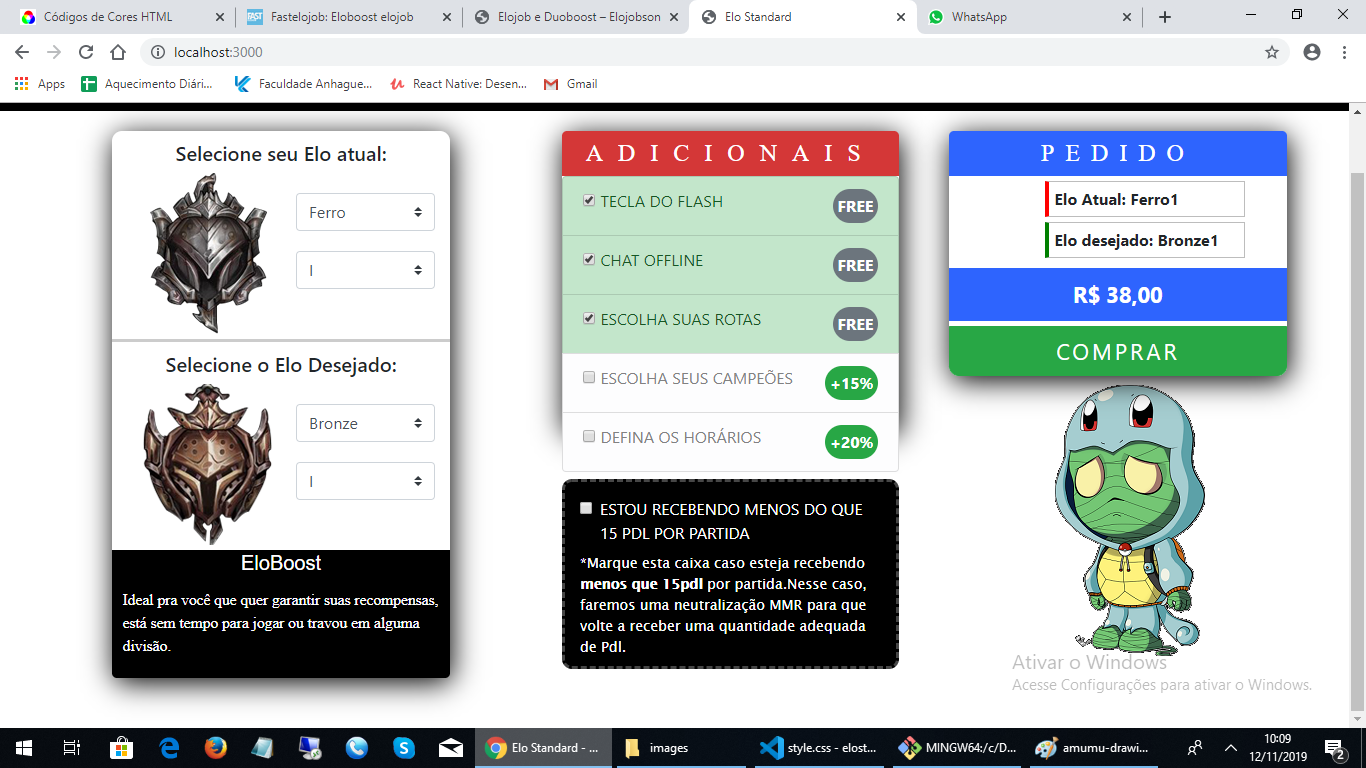 Códigos de Cores HTML
Fastelojob: Eloboost elojob
Elojob e Duoboost – Elojobson
Elo Standard
WhatsApp
localhost:3000
Apps
Aquecimento Diári...
Faculdade Anhague...
React Native: Desen...
Gmail
Selecione seu Elo atual:
Ferro
I
Selecione o Elo Desejado:
Bronze
I
EloBoost
Ideal pra você que quer garantir suas recompensas,
está sem tempo para jogar ou travou em alguma
divisão.
ADICIONAIS
TECLA DO FLASH
FREE
CHAT OFFLINE
FREE
ESCOLHA SUAS ROTAS
FREE
ESCOLHA SEUS CAMPEÕES
+15%
DEFINA OS HORÁRIOS
+20%
ESTOU RECEBENDO MENOS DO QUE
15 PDL POR PARTIDA
*Marque esta caixa caso esteja recebendo
menos que 15pdl por partida.Nesse caso,
faremos uma neutralização MMR para que
volte a receber uma quantidade adequada
de Pdl.
PEDIDO
Elo Atual: Ferro1
Elo desejado: Bronze1
R$ 38,00
COMPRAR
Ativar o Windows
Acesse Configurações para ativar o Windows.
Elo Standard - ...
images
style.css - elost...
MINGW64:/c/D...
amumu-drawi...
10:09
12/11/2019
2